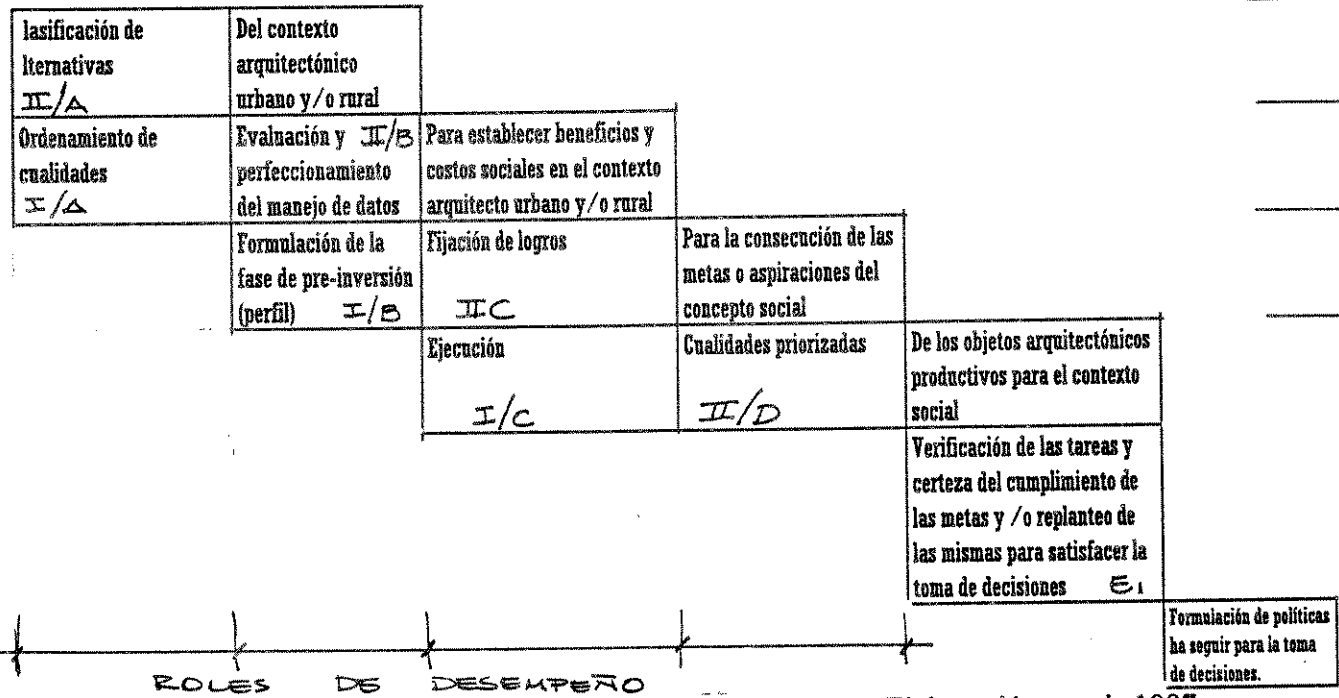 lasificación de
lternativas
II/A
Del contexto
arquitectónico
urbano y/o rural
Ordenamiento de
cualidades
I/A
Evaluación y II/B
perfeccionamiento
del manejo de datos
Para establecer beneficios y
costos sociales en el contexto
arquitecto urbano y/o rural
Formulación de la
fase de pre-inversión
(perfil) I/B
Fijación de logros
IIC
Para la consecución de las
metas o aspiraciones del
concepto social
Ejecución
I/C
Cualidades priorizadas
II/D
De los objetos arquitectónicos
productivos para el contexto
social
Verificación de las tareas y
certeza del cumplimiento de
las metas y /o replanteo de
las mismas para satisfacer la
toma de decisiones E1
Formulación de políticas
ha seguir para la toma
de decisiones.
ROLES DE DESEMPEÑO